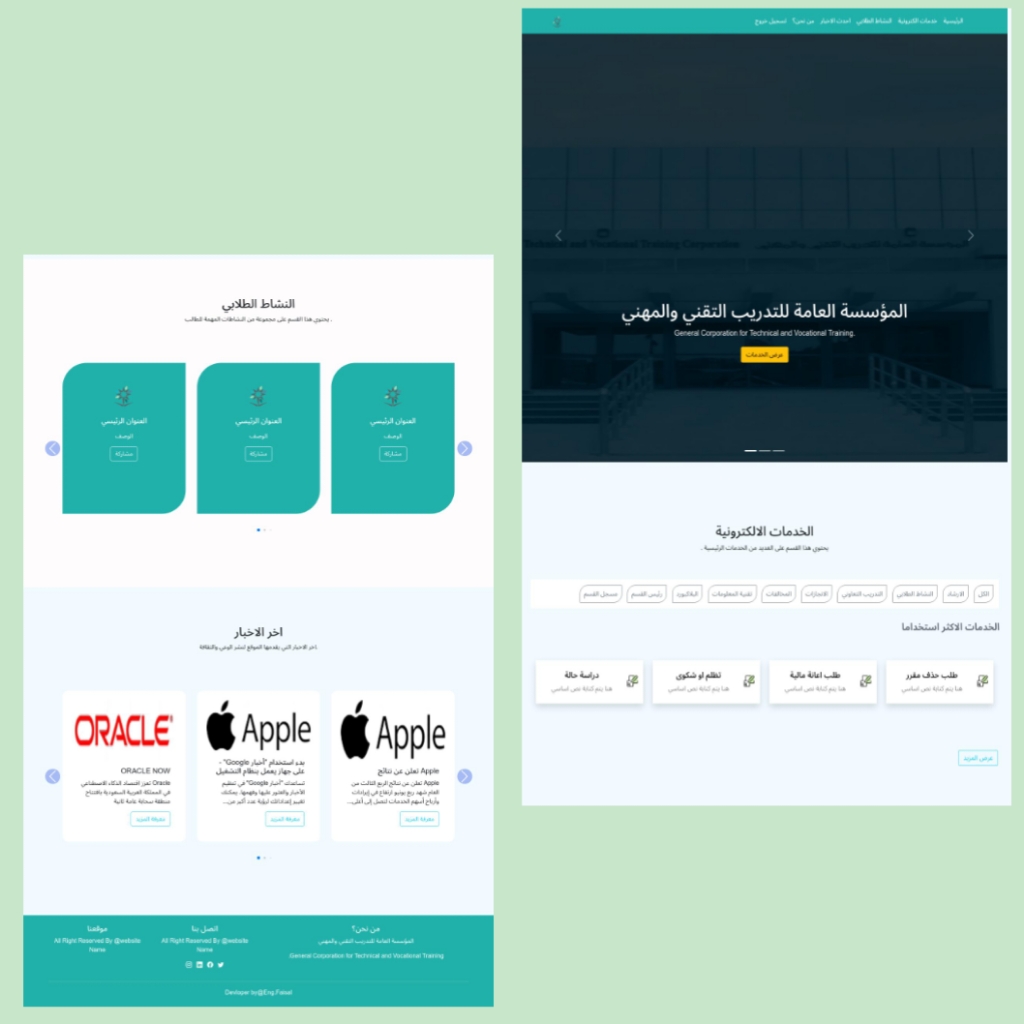 الرئيسية خدمات الكترونية النشاط الطلابي احدث الاخبار من نحن؟ تسجيل خروج
المؤسسة العامة للتدريب التقني والمهني
General Corporation for Technical and Vocational Training.
عرض الخدمات
الخدمات الالكترونية
يحتوي هذا القسم على العديد من الخدمات الرئيسية .
الكل الارشاد النشاط الطلابي التدريب التعاوني الانجازات المخالفات تقنية المعلومات البلاكبورد رئيس القسم مسجل القسم
الخدمات الاكثر استخداما
طلب حذف مقرر
هنا يتم كتابة نص اساسي
طلب اعانة مالية
هنا يتم كتابة نص اساسي
تظلم او شكوى
هنا يتم كتابة نص اساسي
دراسة حالة
هنا يتم كتابة نص اساسي
عرض المزيد
النشاط الطلابي
يحتوي هذا القسم على مجموعة من النشاطات المهمة للطالب .
العنوان الرئيسي
الوصف
مشاركة
العنوان الرئيسي
الوصف
مشاركة
العنوان الرئيسي
الوصف
مشاركة
اخر الاخبار
اخر الاخبار التي يقدمها الموقع لنشر الوعي والثقافة.
Apple
Apple تعلن عن نتائج
Apple تعلن عن نتائج الربع الثالث من
العام شهد ربع يونيو ارتفاع في إيرادات
وأرباح أسهم الخدمات لتصل إلى أعلى...
معرفة المزيد
Apple
بدء استخدام "أخبار Google" -
على جهاز يعمل بنظام التشغيل
تساعدك "أخبار Google" في تنظيم
الأخبار والعثور عليها وفهمها. يمكنك
تغيير إعداداتك لرؤية عدد أكبر من...
معرفة المزيد
ORACLE
ORACLE NOW
Oracle تعزز اقتصاد الذكاء الاصطناعي
في المملكة العربية السعودية بافتتاح
منطقة سحابة عامة ثانية
معرفة المزيد
من نحن؟
المؤسسة العامة للتدريب التقني والمهني
General Corporation for Technical and Vocational Training
اتصل بنا
All Right Reserved By @website
Name
موقعنا
All Right Reserved By @website
Name
Devloper by@Eng.Faisal